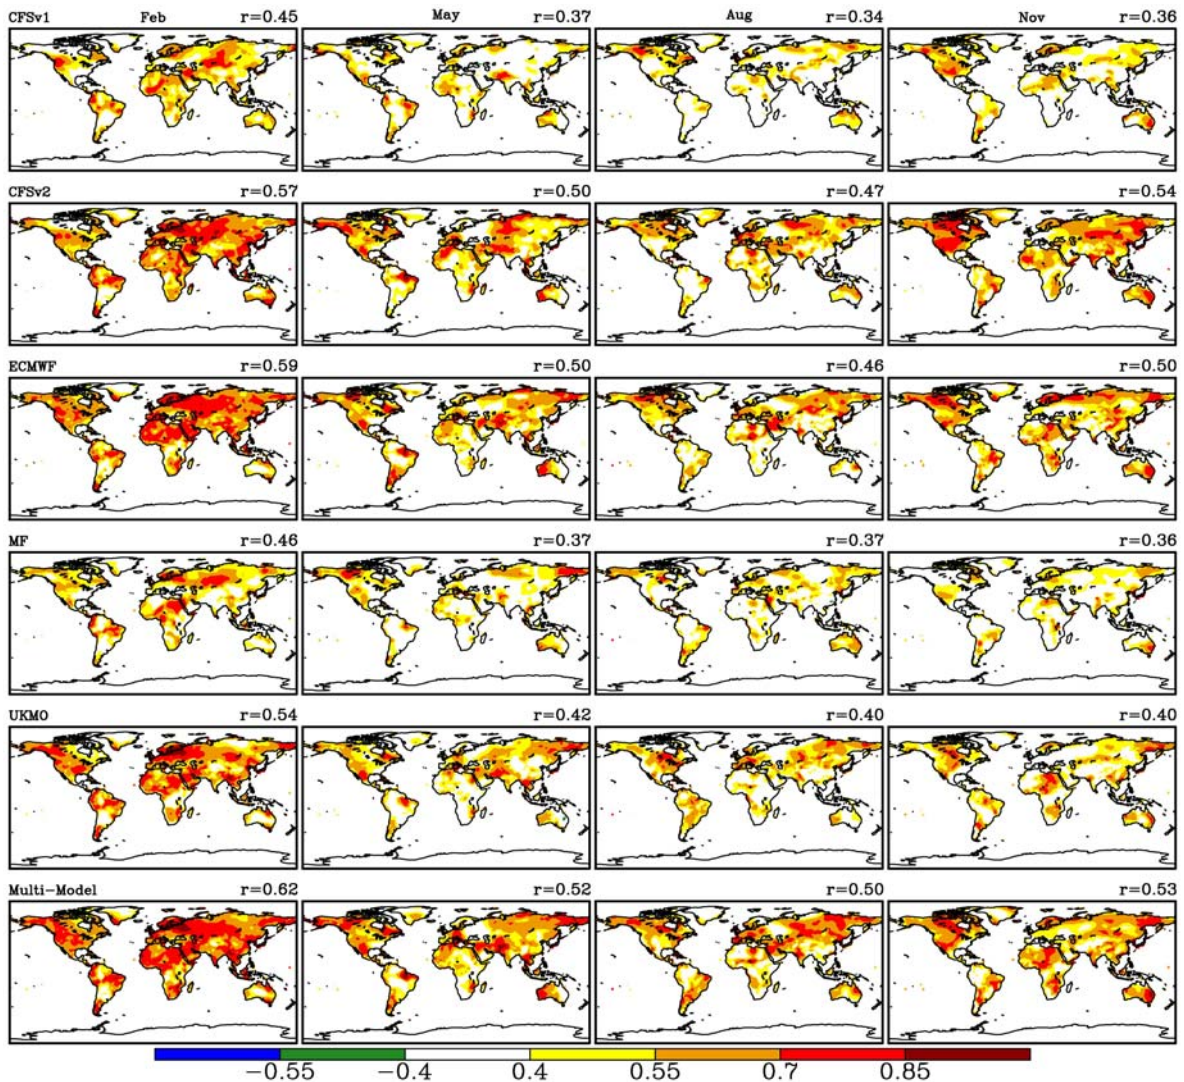 CFSv1 Feb r=0.45 May r=0.37 Aug r=0.34 Nov r=0.36
CFSv2 r=0.57 r=0.50 r=0.47 r=0.54
ECMWF r=0.59 r=0.50 r=0.46 r=0.50
MF r=0.46 r=0.37 r=0.37 r=0.36
UKMO r=0.54 r=0.42 r=0.40 r=0.40
Multi-Model r=0.62 r=0.52 r=0.50 r=0.53
−0.55 −0.4 0.4 0.55 0.7 0.85